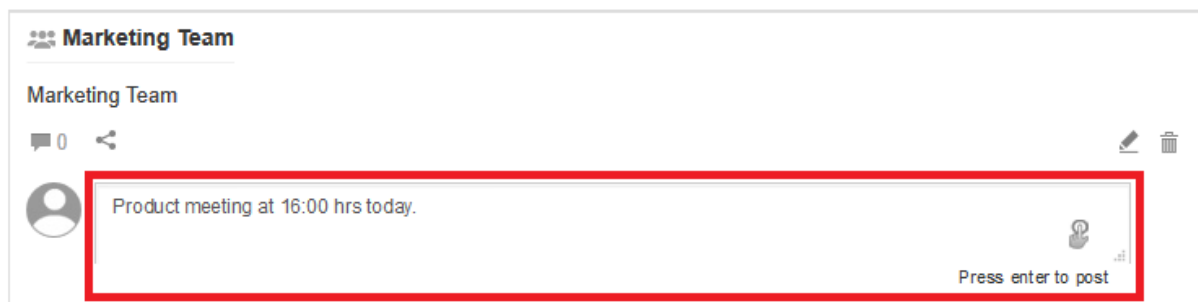 Marketing Team
Marketing Team
0
Product meeting at 16:00 hrs today.
Press enter to post